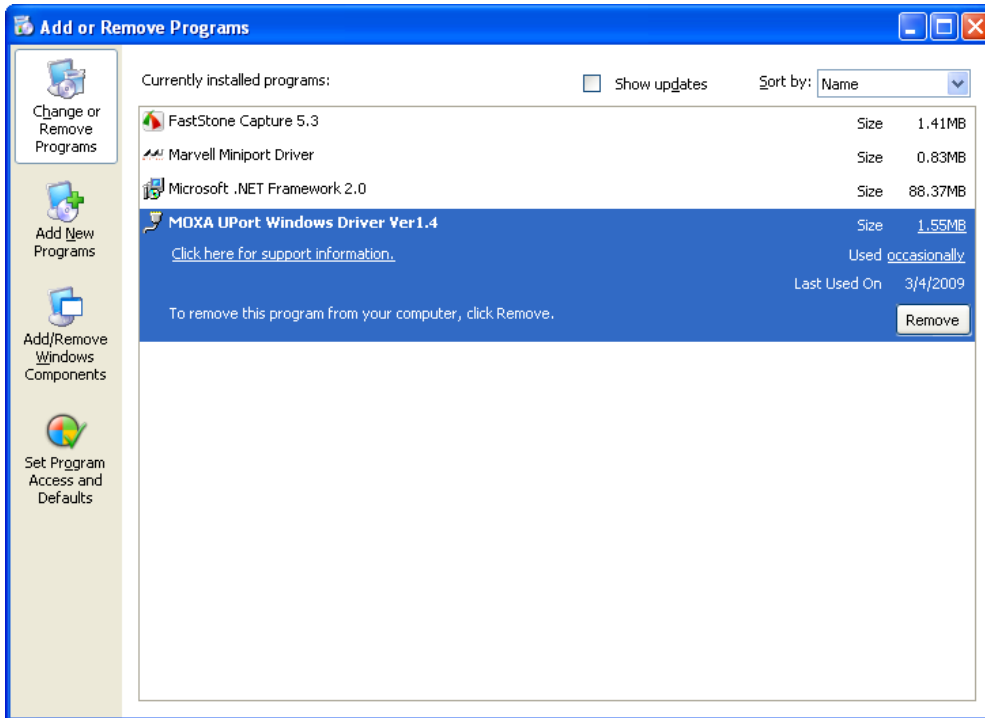 Add or Remove Programs
Change or
Remove
Programs
Add New
Programs
Add/Remove
Windows
Components
Set Program
Access and
Defaults
Currently installed programs:
Show updates
Sort by: Name
FastStone Capture 5.3 Size 1.41MB
Marvell Miniport Driver Size 0.83MB
Microsoft .NET Framework 2.0 Size 88.37MB
MOXA UPort Windows Driver Ver1.4 Size 1.55MB
Click here for support information. Used occasionally
Last Used On 3/4/2009
To remove this program from your computer, click Remove. Remove